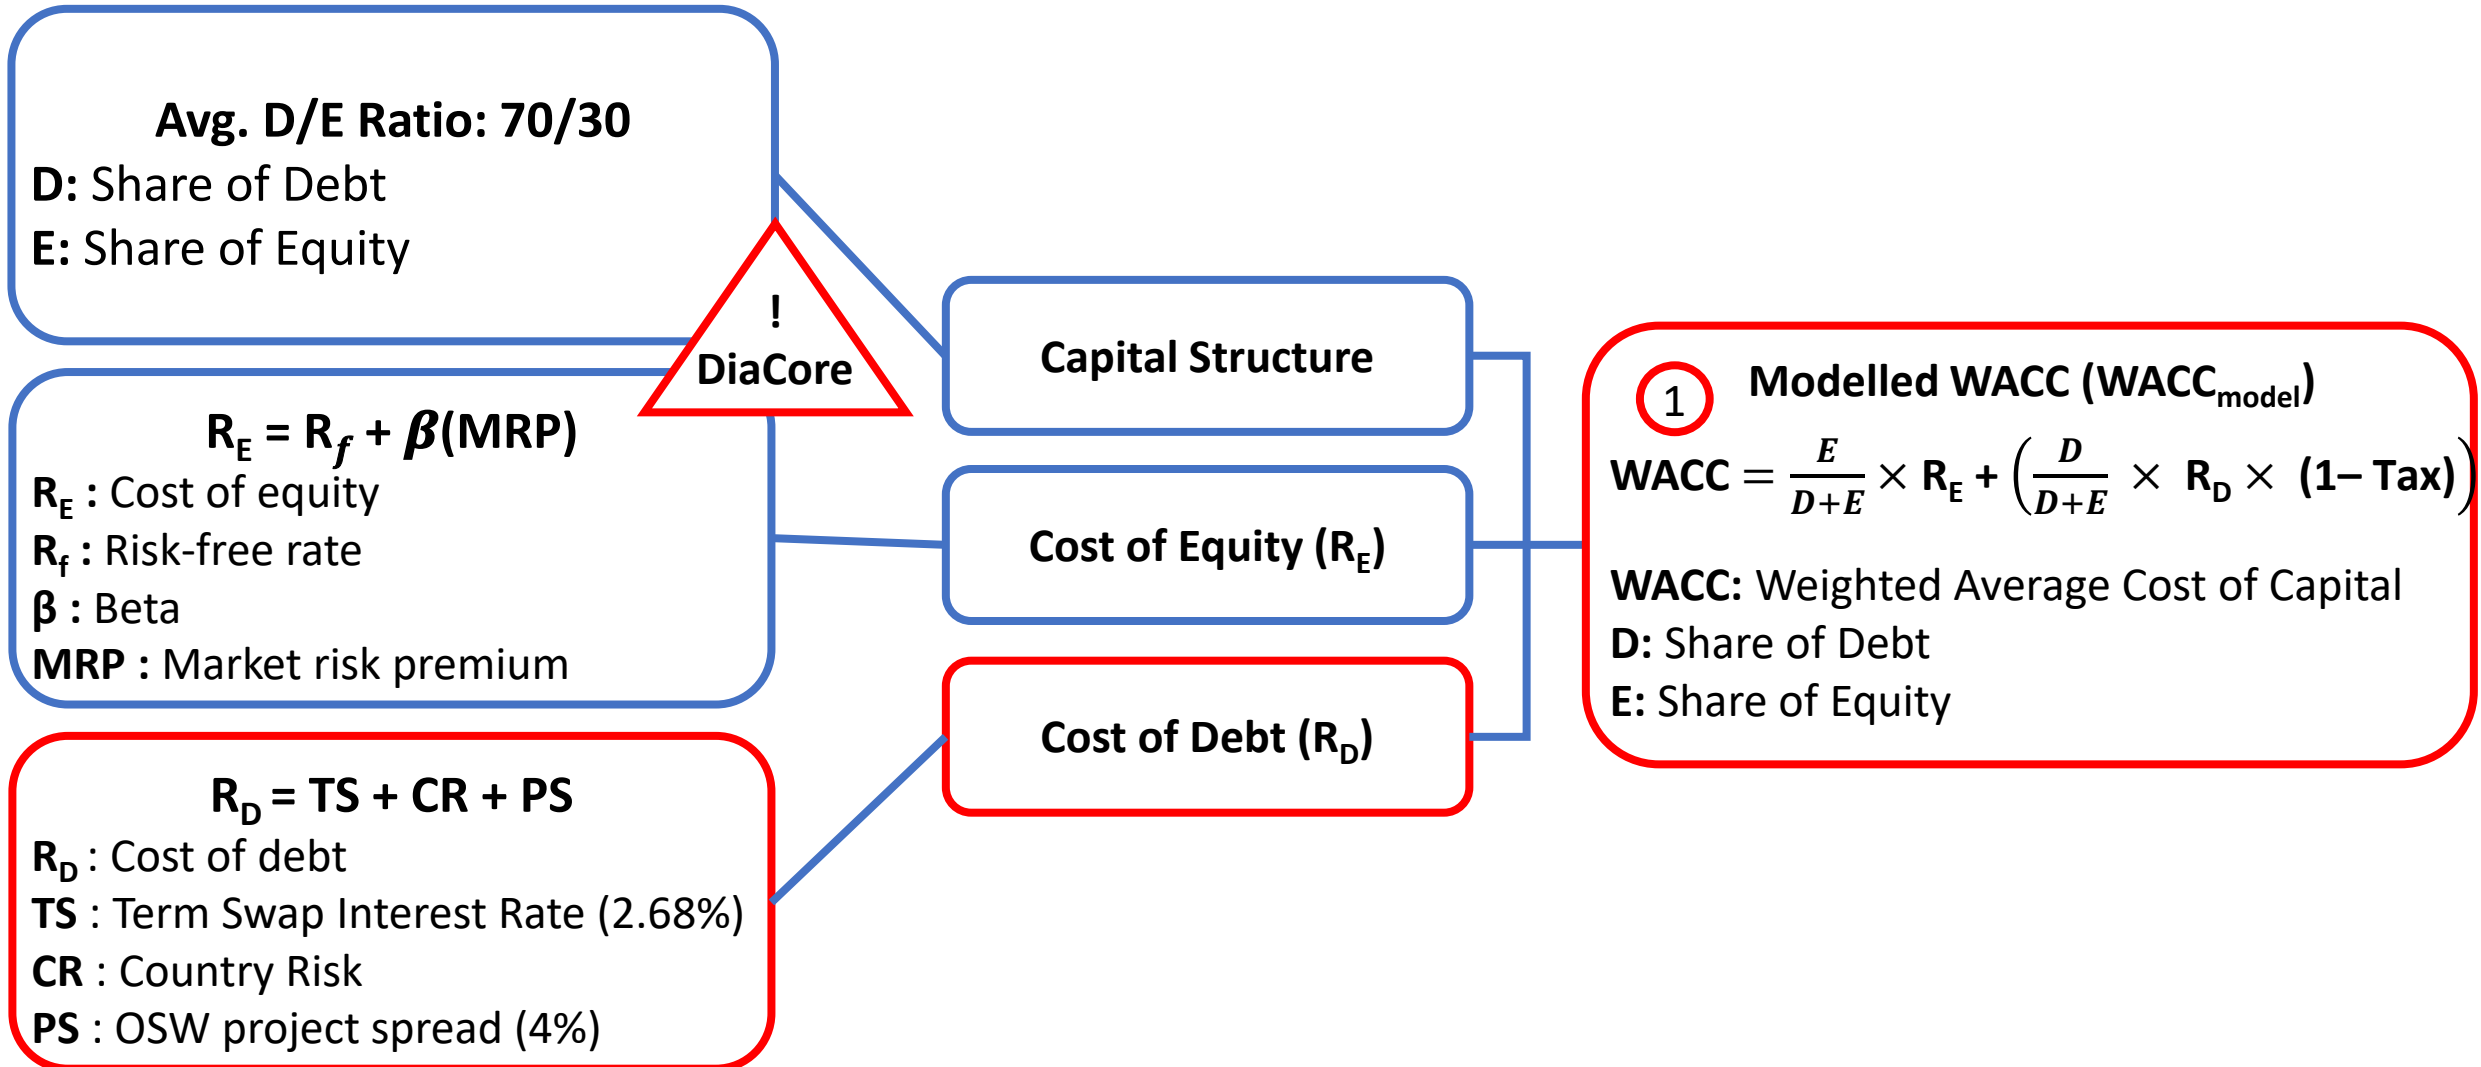 Avg. D/E Ratio: 70/30
D: Share of Debt
E: Share of Equity
!
DiaCore
R_E = R_f + β(MRP)
R_E : Cost of equity
R_f : Risk-free rate
β : Beta
MRP : Market risk premium
R_D = TS + CR + PS
R_D : Cost of debt
TS : Term Swap Interest Rate (2.68%)
CR : Country Risk
PS : OSW project spread (4%)
Capital Structure
Cost of Equity (R_E)
Cost of Debt (R_D)
1 Modelled WACC (WACC_model)
WACC = E/(D+E) × R_E + (D/(D+E) × R_D × (1– Tax))
WACC: Weighted Average Cost of Capital
D: Share of Debt
E: Share of Equity